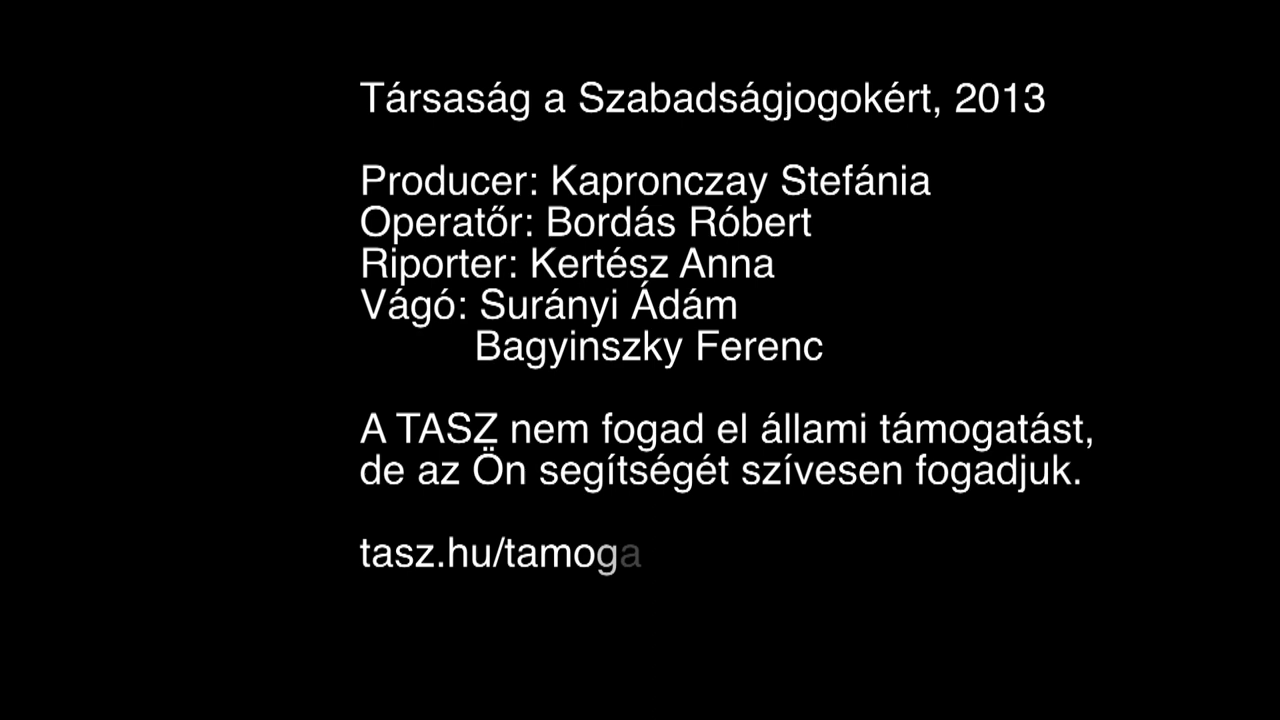 Társaság a Szabadságjogokért, 2013
Producer: Kapronczay Stefánia
Operatőr: Bordás Róbert
Riporter: Kertész Anna
Vágó: Surányi Ádám
Bagyinszky Ferenc
A TASZ nem fogad el állami támogatást,
de az Ön segítségét szívesen fogadjuk.
tasz.hu/tamoga